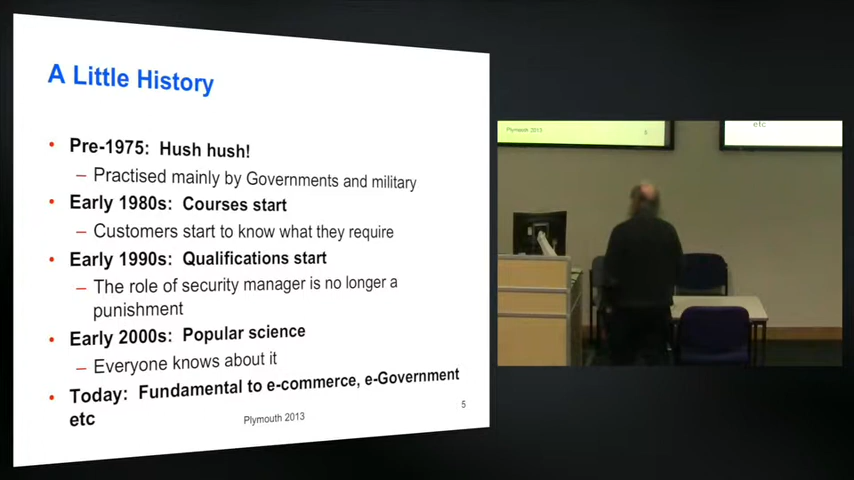 A Little History
• Pre-1975: Hush hush!
– Practised mainly by Governments and military
• Early 1980s: Courses start
– Customers start to know what they require
• Early 1990s: Qualifications start
– The role of security manager is no longer a
punishment
• Early 2000s: Popular science
– Everyone knows about it
• Today: Fundamental to e-commerce, e-Government
etc
Plymouth 2013
5
Plymouth 2013
etc